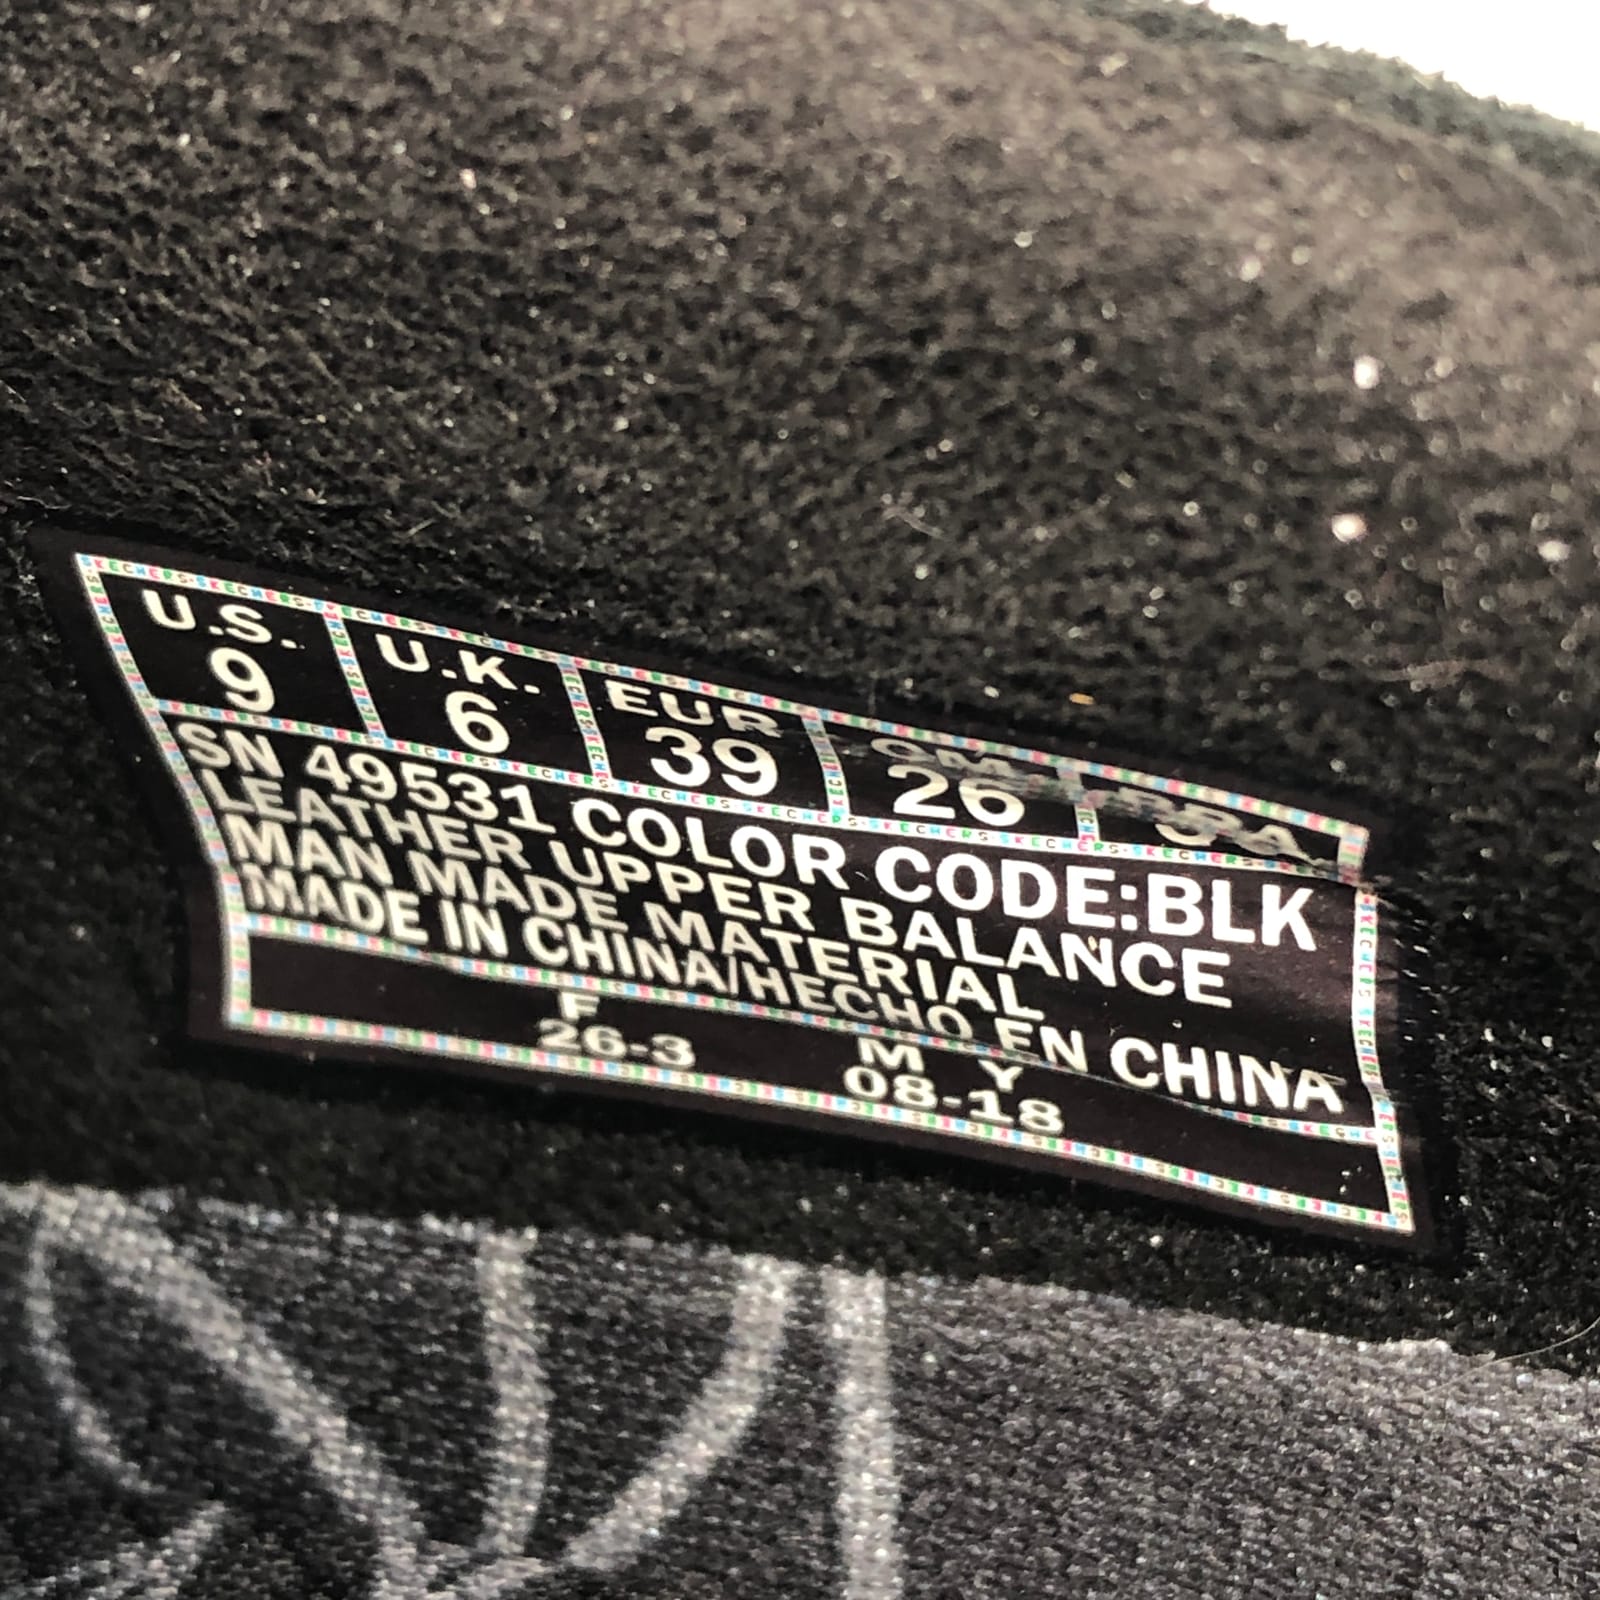 U.S. U.K. EUR
9 6 39 26
SN 49531 COLOR CODE:BLK
LEATHER UPPER BALANCE
MAN MADE MATERIAL
MADE IN CHINA/HECHO EN CHINA
F M Y
26-3 08-18